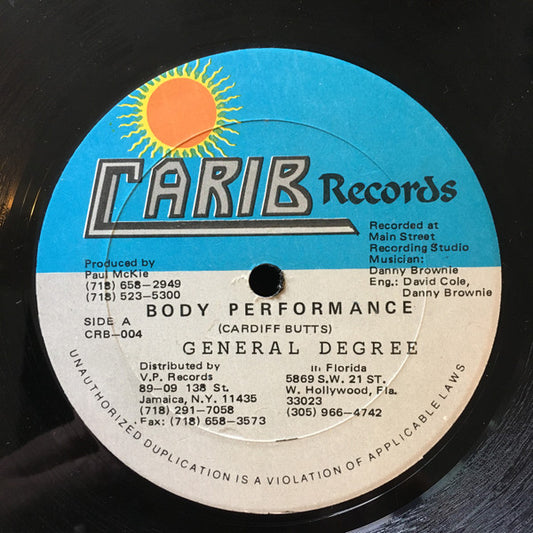 CARIB Records
Recorded at
Main Street
Recording Studio
Musician:
Danny Brownie
Eng.: David Cole,
Danny Brownie
Produced by
Paul McKie
(718) 658-2949
(718) 523-5300
SIDE A
CRB-004
BODY PERFORMANCE
(CARDIFF BUTTS)
GENERAL DEGREE
Distributed by
V.P. Records
89-09 138 St.
Jamaica, N.Y. 11435
(718) 291-7058
Fax: (718) 658-3573
in Florida
5869 S.W. 21 ST.
W. Hollywood, Fla.
33023
(305) 966-4742
UNAUTHORIZED DUPLICATION IS A VIOLATION OF APPLICABLE LAWS